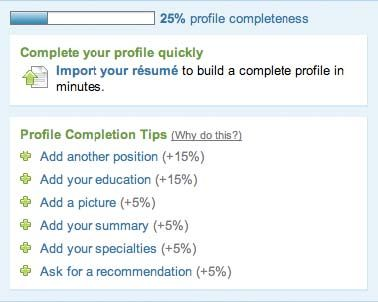 25% profile completeness
Complete your profile quickly
Import your résumé to build a complete profile in
minutes.
Profile Completion Tips (Why do this?)
Add another position (+15%)
Add your education (+15%)
Add a picture (+5%)
Add your summary (+5%)
Add your specialties (+5%)
Ask for a recommendation (+5%)